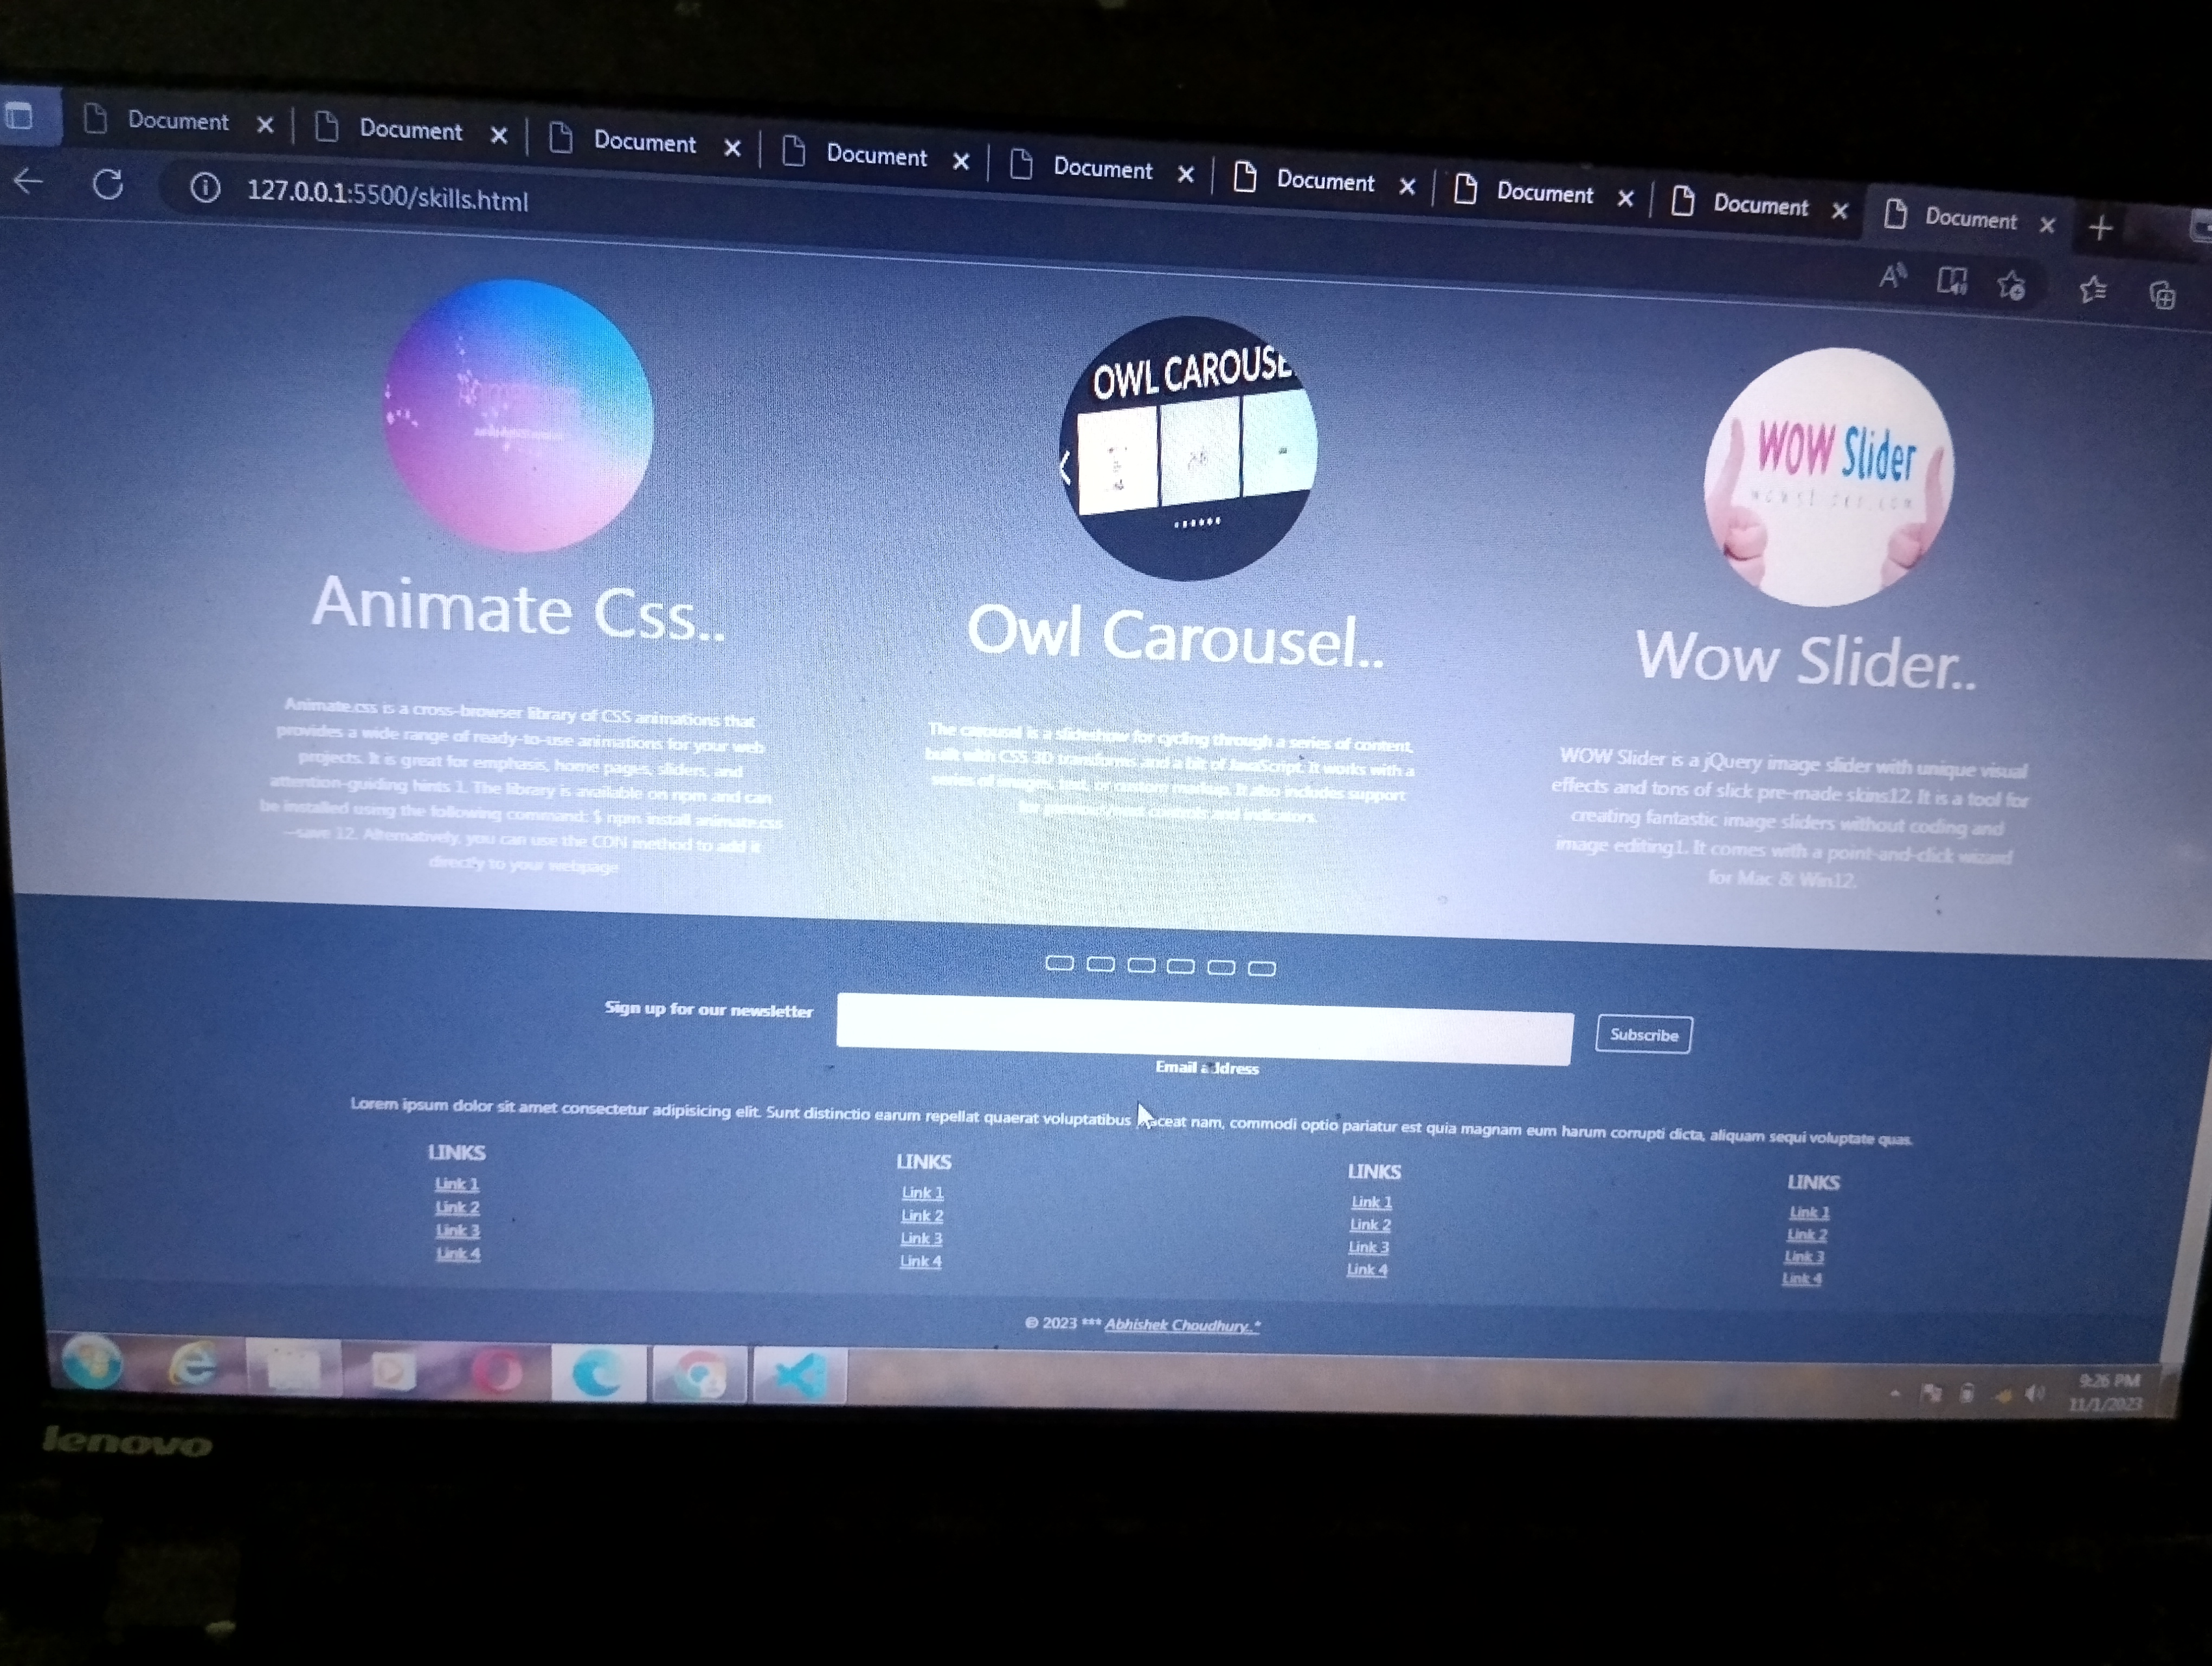 Document
Document
Document
Document
Document
Document
Document
Document
Document
127.0.0.1:5500/skills.html
OWL CAROUSE
WOW Slider
wowslider.com
Animate Css..
Owl Carousel..
Wow Slider..
Animate.css is a cross-browser library of CSS animations that
provides a wide range of ready-to-use animations for your web
projects. It is great for emphasis, home pages, sliders, and
attention-guiding hints 1. The library is available on npm and can
be installed using the following command: $ npm install animate.css
—save 12. Alternatively, you can use the CDN method to add it
directly to your webpage
The carousel is a slideshow for cycling through a series of content,
built with CSS 3D transforms and a bit of JavaScript. It works with a
series of images, text, or custom markup. It also includes support
for previous/next controls and indicators.
WOW Slider is a jQuery image slider with unique visual
effects and tons of slick pre-made skins12. It is a tool for
creating fantastic image sliders without coding and
image editing1. It comes with a point-and-click wizard
for Mac & Win12.
Sign up for our newsletter
Subscribe
Email address
Lorem ipsum dolor sit amet consectetur adipisicing elit. Sunt distinctio earum repellat quaerat voluptatibus placeat nam, commodi optio pariatur est quia magnam eum harum corrupti dicta, aliquam sequi voluptate quas.
LINKS
Link 1
Link 2
Link 3
Link 4
LINKS
Link 1
Link 2
Link 3
Link 4
LINKS
Link 1
Link 2
Link 3
Link 4
LINKS
Link 1
Link 2
Link 3
Link 4
© 2023 *** Abhishek Choudhury..*
9:26 PM
11/1/2023
lenovo